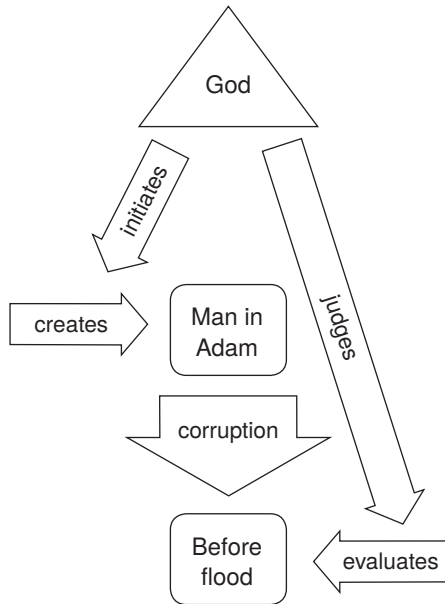 God
initiates
judges
creates
Man in
Adam
corruption
Before
flood
evaluates